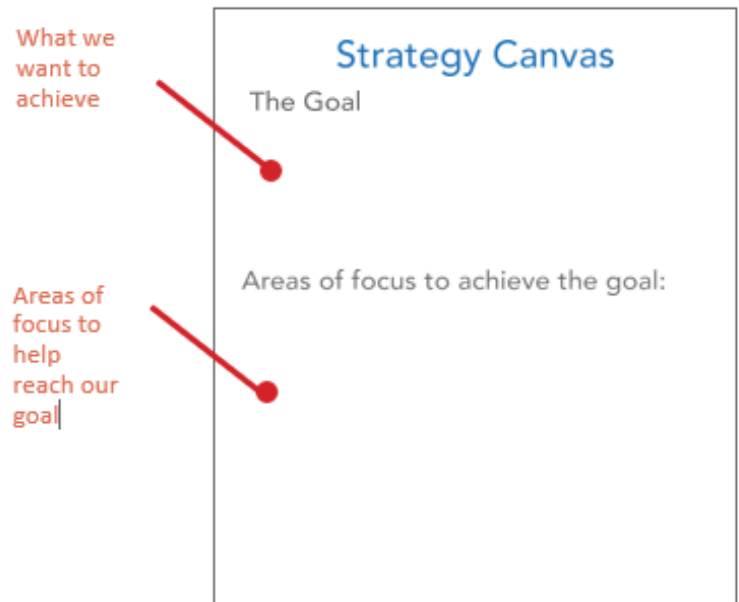 What we
want to
achieve
Strategy Canvas
The Goal
Areas of focus to achieve the goal:
Areas of
focus to
help
reach our
goal